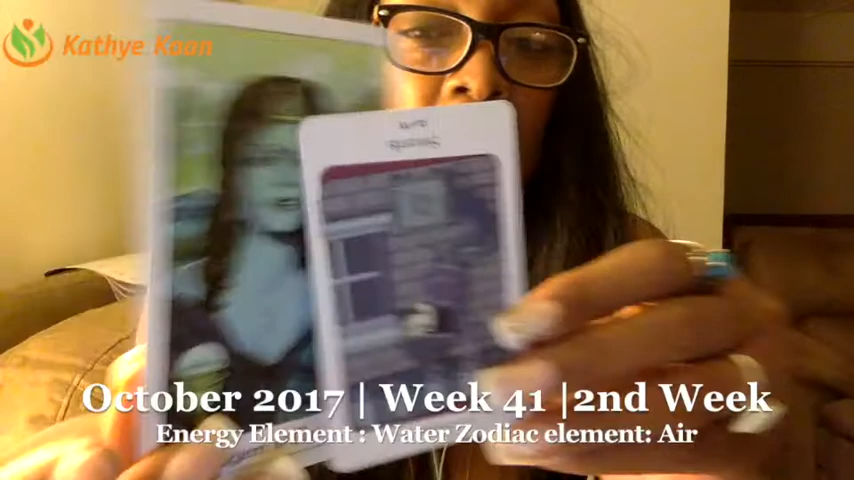 Kathye Kaan
October 2017 | Week 41 |2nd Week
Energy Element : Water Zodiac element: Air